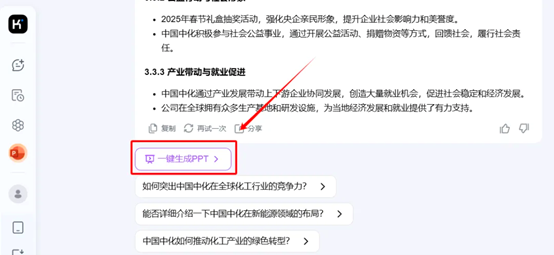 K
• 2025年春节礼盒抽奖活动，强化央企亲民形象，提升企业社会影响力和美誉度。
• 中国中化积极参与社会公益事业，通过开展公益活动、捐赠物资等方式，回馈社会，履行社会责
任。
3.3.3 产业带动与就业促进
• 中国中化通过产业发展带动上下游企业协同发展，创造大量就业机会，促进社会稳定和经济发展。
• 公司在全球拥有众多生产基地和研发设施，为当地经济发展和就业提供了有力支持。
复制 再试一次 分享
一键生成PPT >
如何突出中国中化在全球化工行业的竞争力？ >
能否详细介绍一下中国中化在新能源领域的布局？ >
中国中化如何推动化工产业的绿色转型？ >